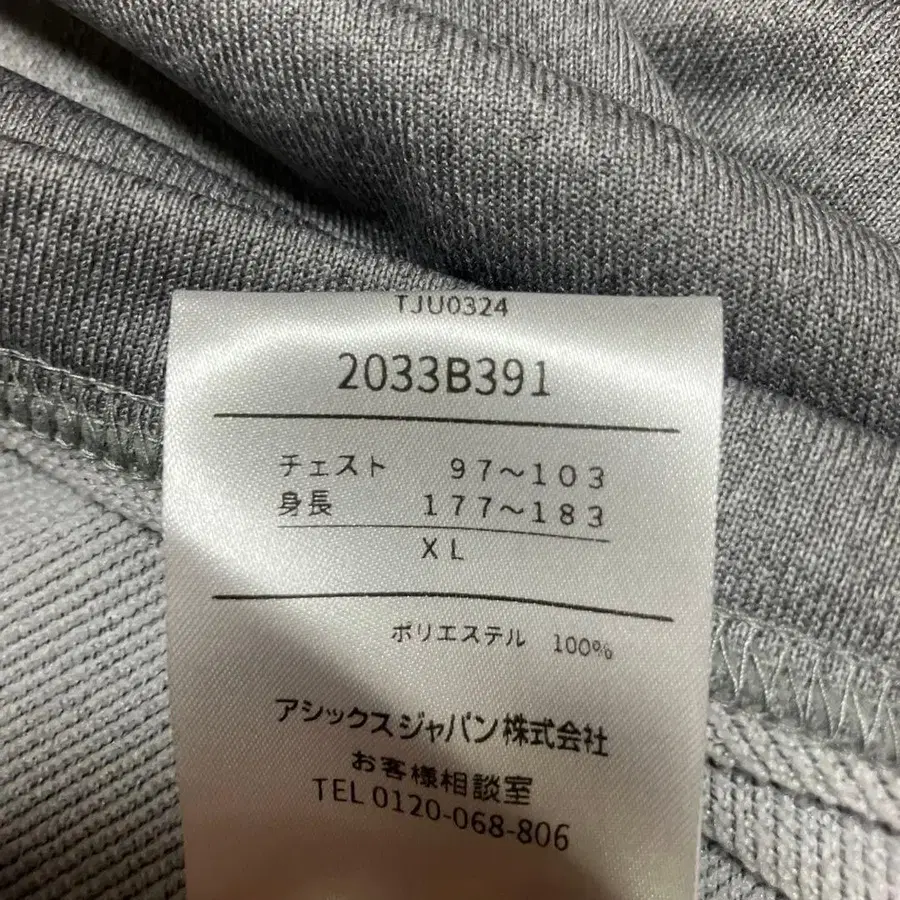 TJU0324
2033B391
チェスト 97〜103
身長 177〜183
XL
ポリエステル 100%
アシックスジャパン株式会社
お客様相談室
TEL 0120-068-806